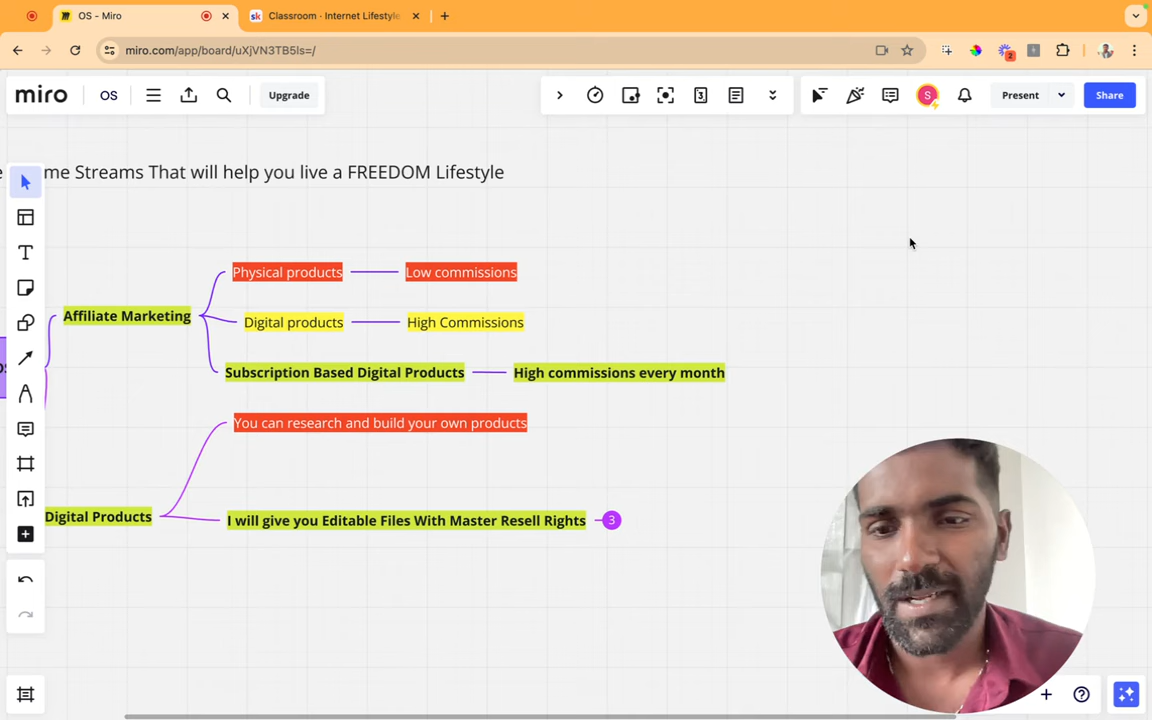 OS - Miro
Classroom · Internet Lifestyle
miro.com/app/board/uXjVN3TB5Is=/
2
miro
OS
Upgrade
3
S
Present
Share
me Streams That will help you live a FREEDOM Lifestyle
Physical products
Low commissions
Affiliate Marketing
Digital products
High Commissions
Subscription Based Digital Products
High commissions every month
You can research and build your own products
Digital Products
I will give you Editable Files With Master Resell Rights
3